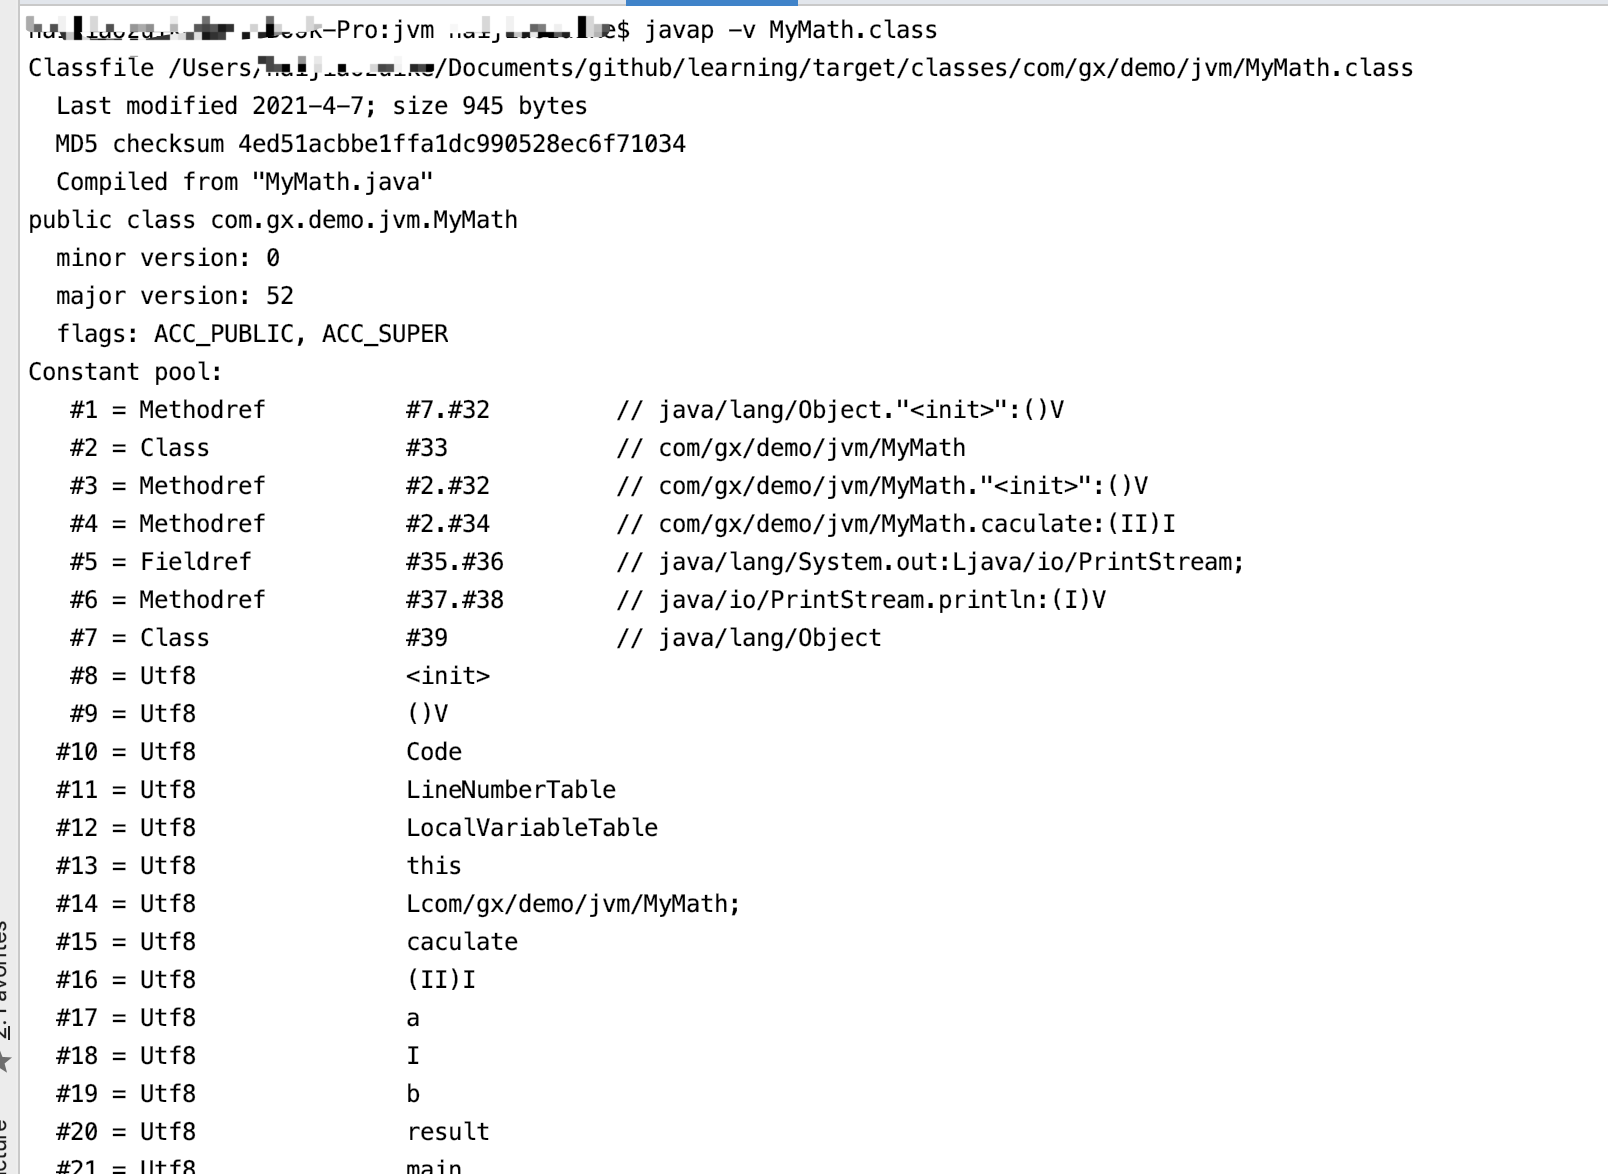 -Pro:jvm e$ javap -v MyMath.class
Classfile /Users/ /Documents/github/learning/target/classes/com/gx/demo/jvm/MyMath.class
Last modified 2021-4-7; size 945 bytes
MD5 checksum 4ed51acbbe1ffa1dc990528ec6f71034
Compiled from "MyMath.java"
public class com.gx.demo.jvm.MyMath
minor version: 0
major version: 52
flags: ACC_PUBLIC, ACC_SUPER
Constant pool:
#1 = Methodref #7.#32 // java/lang/Object."<init>":()V
#2 = Class #33 // com/gx/demo/jvm/MyMath
#3 = Methodref #2.#32 // com/gx/demo/jvm/MyMath."<init>":()V
#4 = Methodref #2.#34 // com/gx/demo/jvm/MyMath.caculate:(II)I
#5 = Fieldref #35.#36 // java/lang/System.out:Ljava/io/PrintStream;
#6 = Methodref #37.#38 // java/io/PrintStream.println:(I)V
#7 = Class #39 // java/lang/Object
#8 = Utf8 <init>
#9 = Utf8 ()V
#10 = Utf8 Code
#11 = Utf8 LineNumberTable
#12 = Utf8 LocalVariableTable
#13 = Utf8 this
#14 = Utf8 Lcom/gx/demo/jvm/MyMath;
#15 = Utf8 caculate
#16 = Utf8 (II)I
#17 = Utf8 a
#18 = Utf8 I
#19 = Utf8 b
#20 = Utf8 result
#21 = Utf8 main
2: Favorites